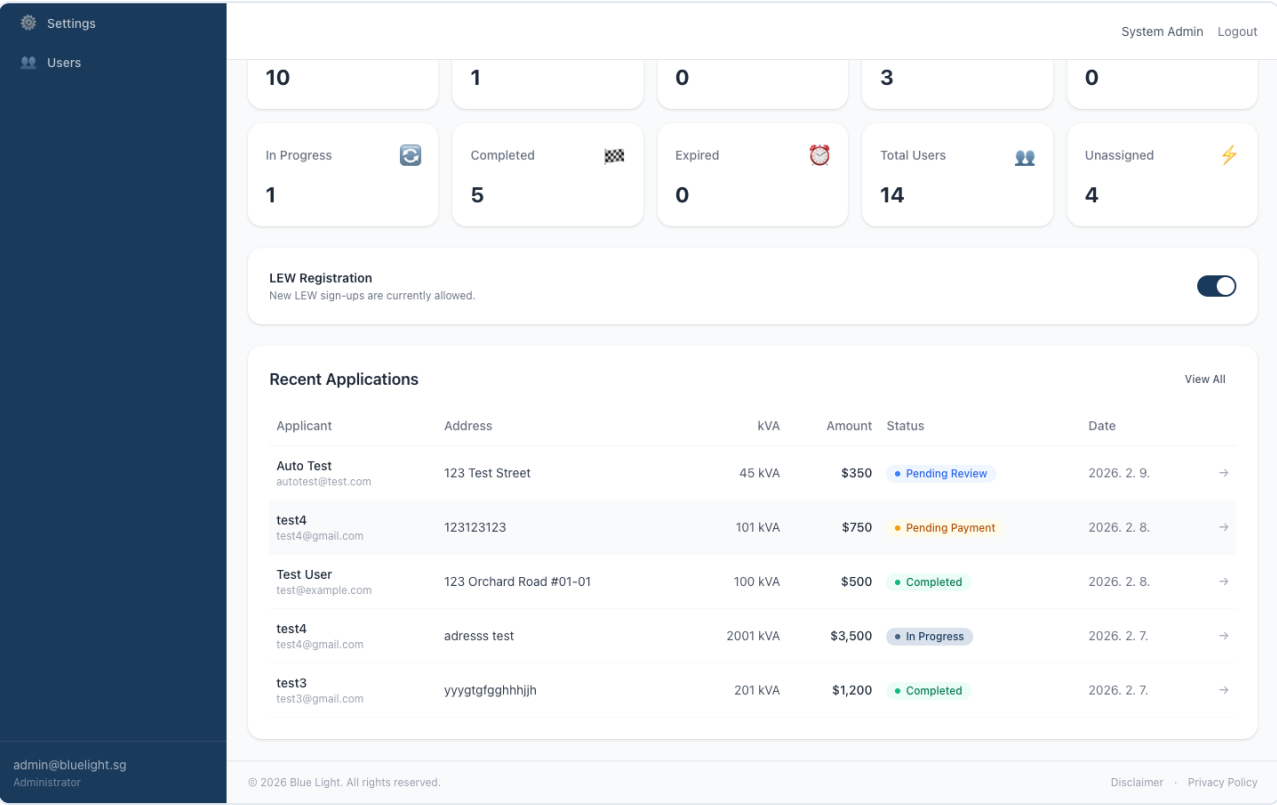 Settings
Users
System Admin Logout
10 1 0 3 0
In Progress Completed Expired Total Users Unassigned
1 5 0 14 4
LEW Registration
New LEW sign-ups are currently allowed.
Recent Applications View All
Applicant Address kVA Amount Status Date
Auto Test
autotest@test.com
123 Test Street 45 kVA $350 Pending Review 2026. 2. 9. →
test4
test4@gmail.com
123123123 101 kVA $750 Pending Payment 2026. 2. 8. →
Test User
test@example.com
123 Orchard Road #01-01 100 kVA $500 Completed 2026. 2. 8. →
test4
test4@gmail.com
adresss test 2001 kVA $3,500 In Progress 2026. 2. 7. →
test3
test3@gmail.com
yyygtgfgghhhjjh 201 kVA $1,200 Completed 2026. 2. 7. →
admin@bluelight.sg
Administrator
© 2026 Blue Light. All rights reserved. Disclaimer · Privacy Policy